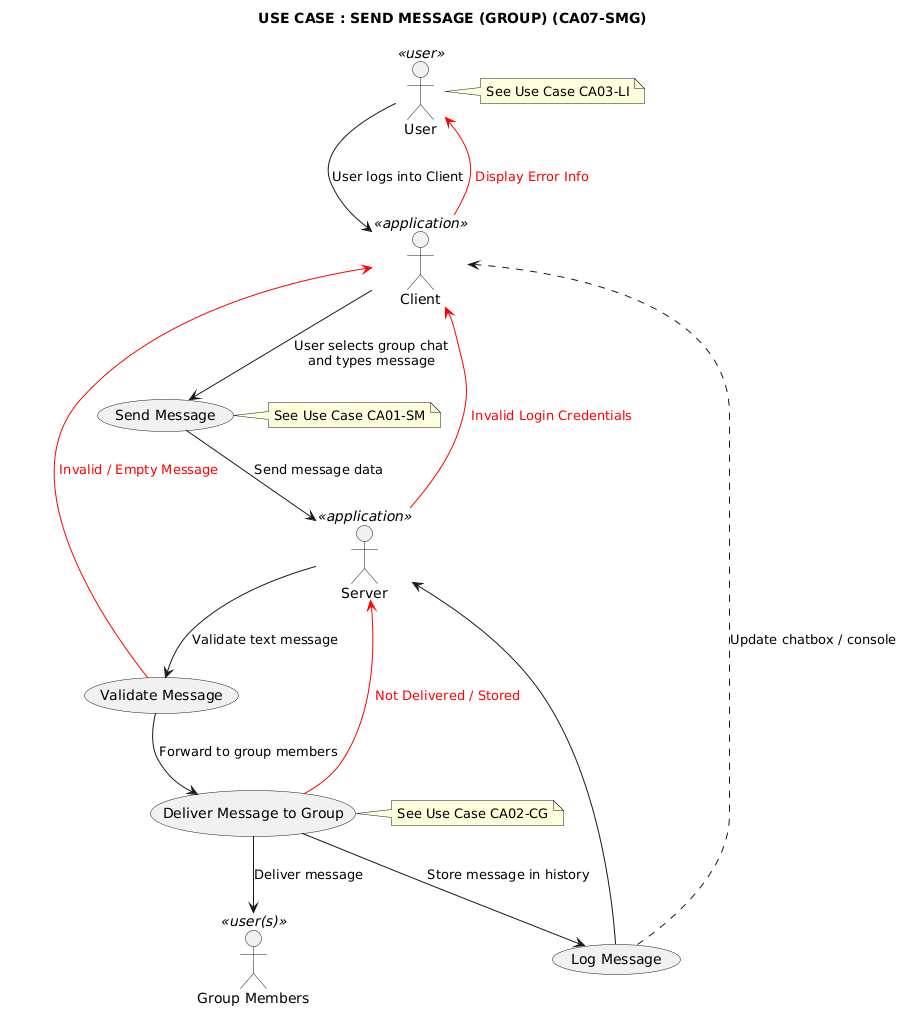 USE CASE : SEND MESSAGE (GROUP) (CA07-SMG)
«user»
User
See Use Case CA03-LI
User logs into Client
Display Error Info
«application»
Client
User selects group chat
and types message
Send Message
See Use Case CA01-SM
Invalid Login Credentials
Invalid / Empty Message
Send message data
«application»
Server
Validate text message
Update chatbox / console
Validate Message
Not Delivered / Stored
Forward to group members
Deliver Message to Group
See Use Case CA02-CG
Deliver message
Store message in history
«user(s)»
Group Members
Log Message